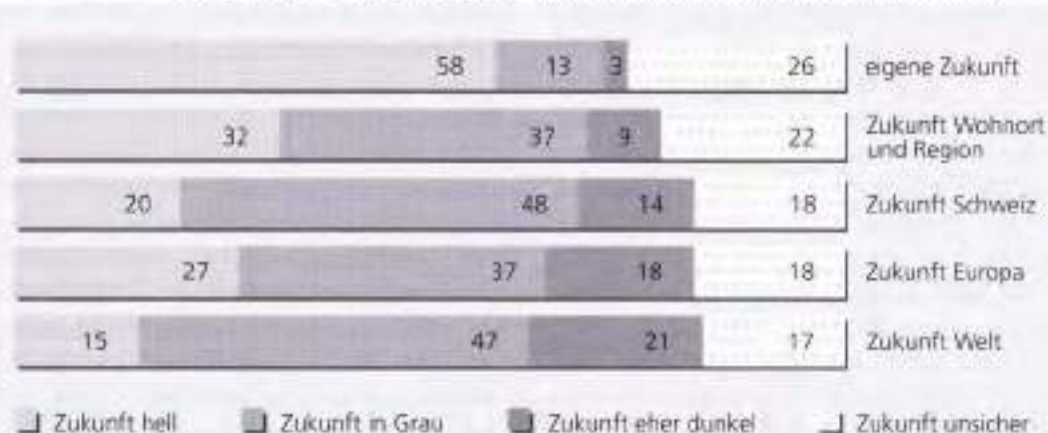 58 13 3 26 eigene Zukunft
32 37 9 22 Zukunft Wohnort
und Region
20 48 14 18 Zukunft Schweiz
27 37 18 18 Zukunft Europa
15 47 21 17 Zukunft Welt
Zukunft hell Zukunft in Grau Zukunft eher dunkel Zukunft unsicher